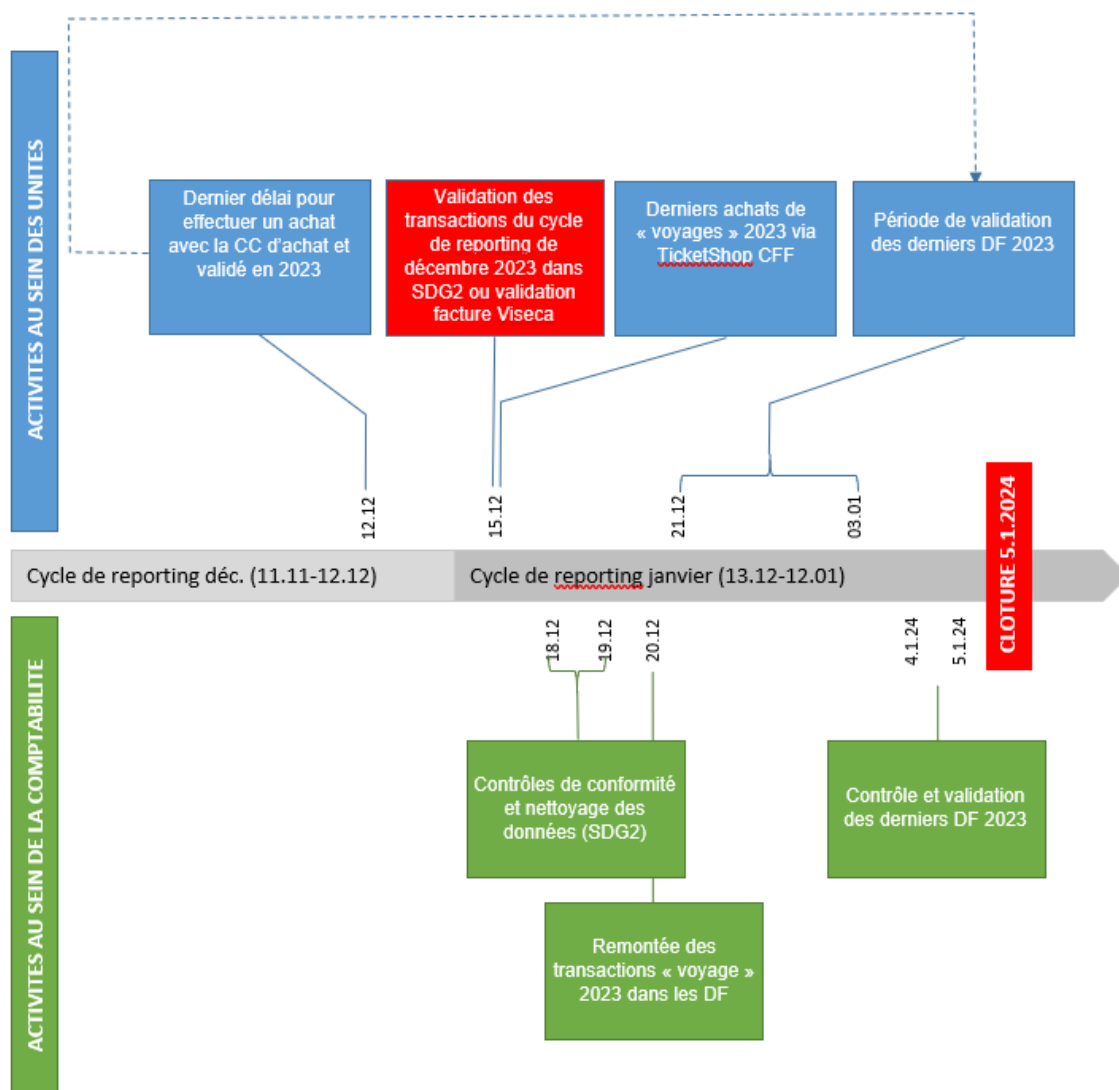 ACTIVITES AU SEIN DES UNITES
Dernier délai pour
effectuer un achat
avec la CC d'achat et
validé en 2023
Validation des
transactions du cycle
de reporting de
décembre 2023 dans
SDG2 ou validation
facture Viseca
Derniers achats de
« voyages » 2023 via
TicketShop CFF
Période de validation
des derniers DF 2023
12.12
15.12
21.12
03.01
Cycle de reporting déc. (11.11-12.12)
Cycle de reporting janvier (13.12-12.01)
CLOTURE 5.1.2024
ACTIVITES AU SEIN DE LA COMPTABILITE
18.12
19.12
20.12
4.1.24
5.1.24
Contrôles de conformité
et nettoyage des
données (SDG2)
Contrôle et validation
des derniers DF 2023
Remontée des
transactions « voyage »
2023 dans les DF